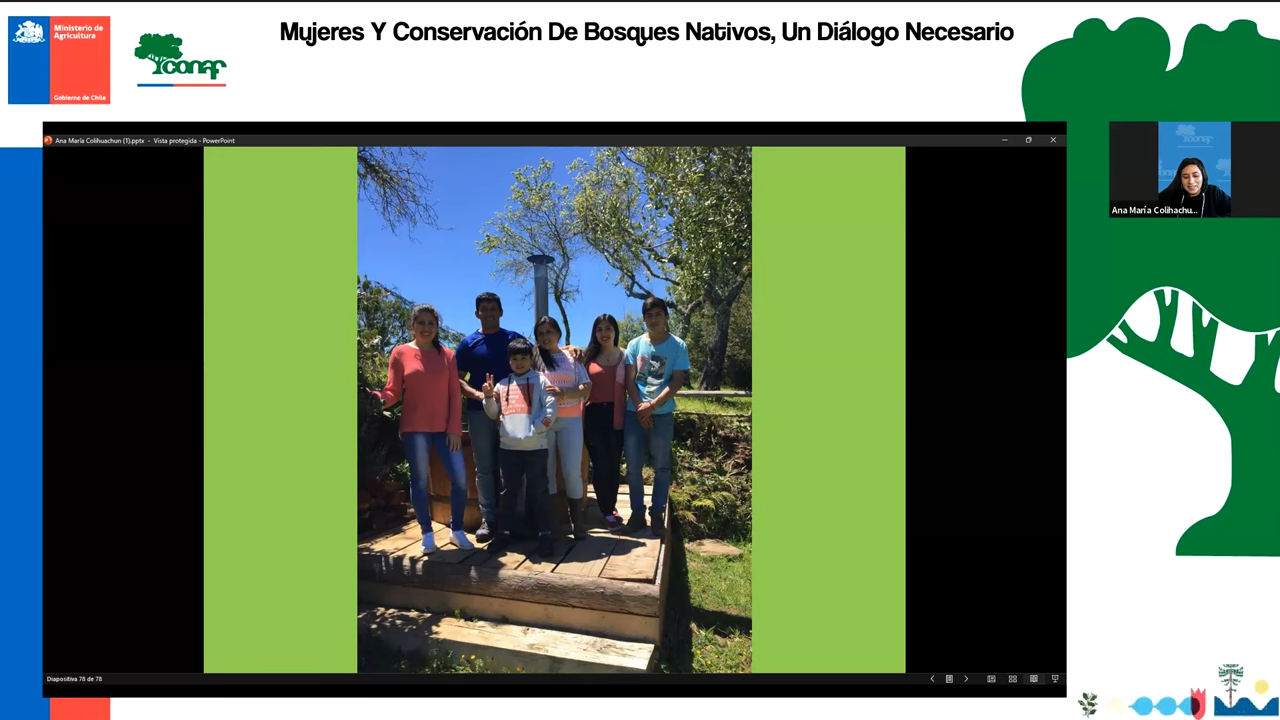 Ministerio de
Agricultura
Gobierno de Chile
conaf
Mujeres Y Conservación De Bosques Nativos, Un Diálogo Necesario
Ana María Colihuachun (1).pptx - Vista protegida - PowerPoint
Ana María Colihachu...
Diapositiva 78 de 78